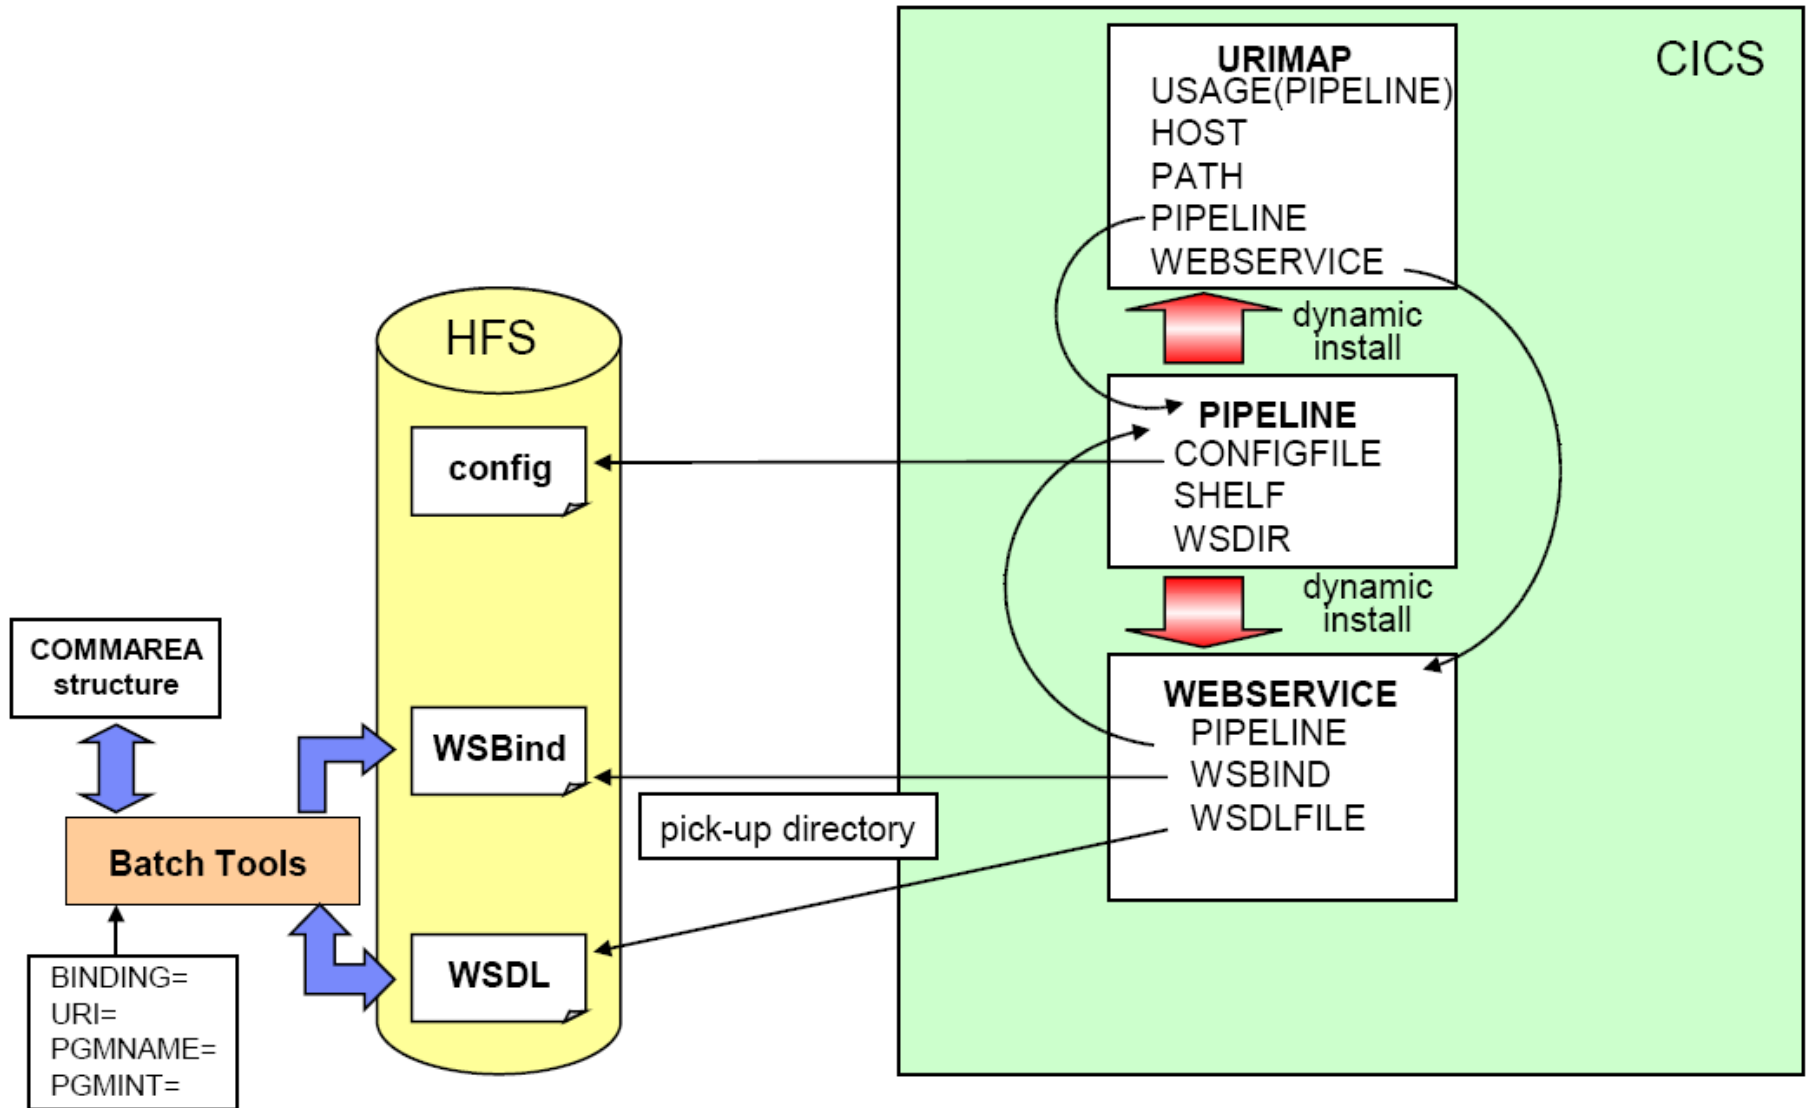 CICS
URIMAP
USAGE(PIPELINE)
HOST
PATH
PIPELINE
WEBSERVICE
dynamic
install
HFS
config
PIPELINE
CONFIGFILE
SHELF
WSDIR
dynamic
install
COMMAREA
structure
WSBind
WEBSERVICE
PIPELINE
WSBIND
WSDLFILE
pick-up directory
Batch Tools
WSDL
BINDING=
URI=
PGMNAME=
PGMINT=